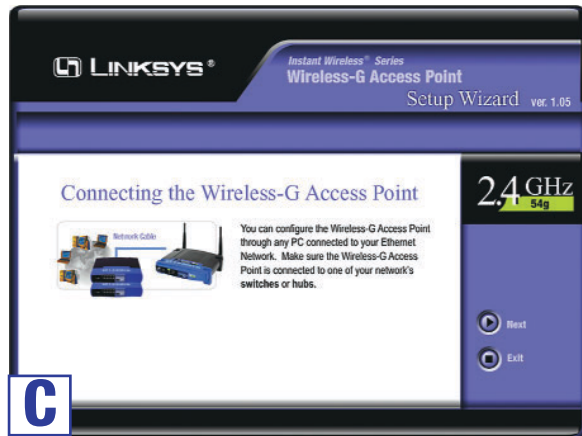 LINKSYS®
Instant Wireless® Series
Wireless-G Access Point
Setup Wizard ver. 1.05
Connecting the Wireless-G Access Point
2.4 GHz
54g
Network Cable
You can configure the Wireless-G Access Point
through any PC connected to your Ethernet
Network. Make sure the Wireless-G Access
Point is connected to one of your network's
switches or hubs.
Next
Exit
C